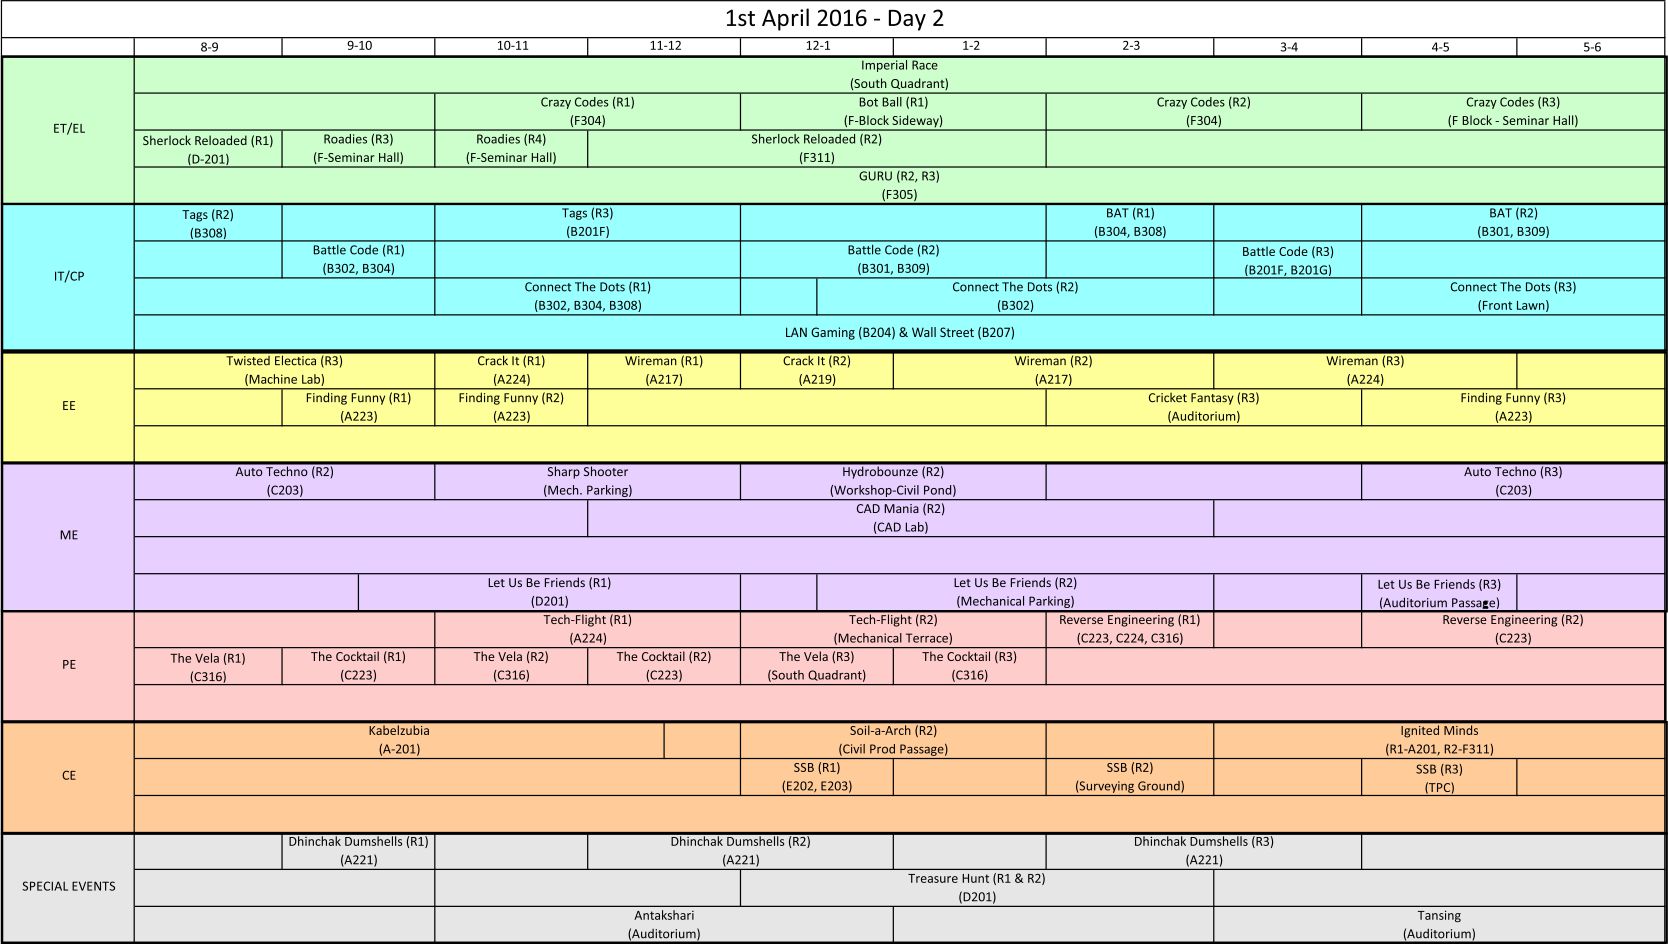 1st April 2016 - Day 2
8-9 9-10 10-11 11-12 12-1 1-2 2-3 3-4 4-5 5-6
ET/EL
Imperial Race
(South Quadrant)
Crazy Codes (R1) Bot Ball (R1) Crazy Codes (R2) Crazy Codes (R3)
(F304) (F-Block Sideway) (F304) (F Block - Seminar Hall)
Sherlock Reloaded (R1) Roadies (R3) Roadies (R4) Sherlock Reloaded (R2)
(D-201) (F-Seminar Hall) (F-Seminar Hall) (F311)
GURU (R2, R3)
(F305)
IT/CP
Tags (R2) Tags (R3) BAT (R1) BAT (R2)
(B308) (B201F) (B304, B308) (B301, B309)
Battle Code (R1) Battle Code (R2) Battle Code (R3)
(B302, B304) (B301, B309) (B201F, B201G)
Connect The Dots (R1) Connect The Dots (R2) Connect The Dots (R3)
(B302, B304, B308) (B302) (Front Lawn)
LAN Gaming (B204) & Wall Street (B207)
EE
Twisted Electica (R3) Crack It (R1) Wireman (R1) Crack It (R2) Wireman (R2) Wireman (R3)
(Machine Lab) (A224) (A217) (A219) (A217) (A224)
Finding Funny (R1) Finding Funny (R2) Cricket Fantasy (R3) Finding Funny (R3)
(A223) (A223) (Auditorium) (A223)
ME
Auto Techno (R2) Sharp Shooter Hydrobounze (R2) Auto Techno (R3)
(C203) (Mech. Parking) (Workshop-Civil Pond) (C203)
CAD Mania (R2)
(CAD Lab)
Let Us Be Friends (R1) Let Us Be Friends (R2) Let Us Be Friends (R3)
(D201) (Mechanical Parking) (Auditorium Passage)
PE
Tech-Flight (R1) Tech-Flight (R2) Reverse Engineering (R1) Reverse Engineering (R2)
(A224) (Mechanical Terrace) (C223, C224, C316) (C223)
The Vela (R1) The Cocktail (R1) The Vela (R2) The Cocktail (R2) The Vela (R3) The Cocktail (R3)
(C316) (C223) (C316) (C223) (South Quadrant) (C316)
CE
Kabelzubia Soil-a-Arch (R2) Ignited Minds
(A-201) (Civil Prod Passage) (R1-A201, R2-F311)
SSB (R1) SSB (R2) SSB (R3)
(E202, E203) (Surveying Ground) (TPC)
SPECIAL EVENTS
Dhinchak Dumshells (R1) Dhinchak Dumshells (R2) Dhinchak Dumshells (R3)
(A221) (A221) (A221)
Treasure Hunt (R1 & R2)
(D201)
Antakshari Tansing
(Auditorium) (Auditorium)